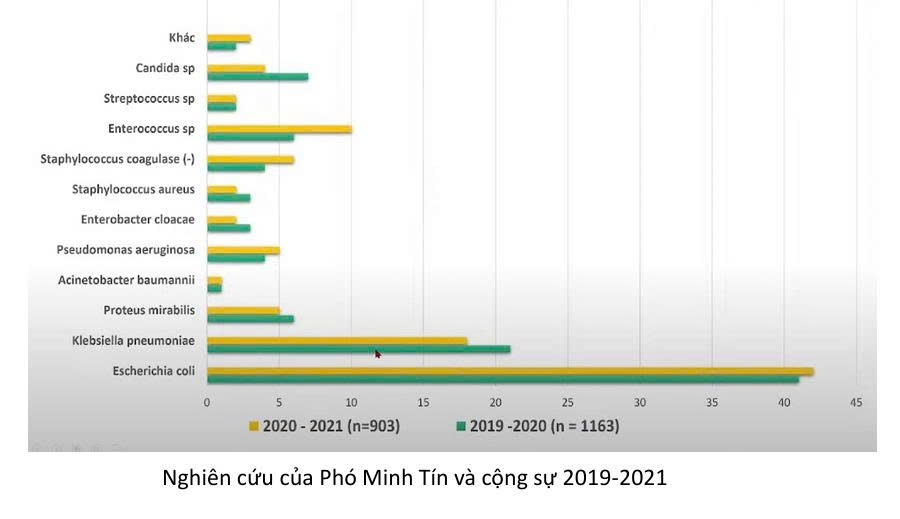 Khác
Candida sp
Streptococcus sp
Enterococcus sp
Staphylococcus coagulase (-)
Staphylococcus aureus
Enterobacter cloacae
Pseudomonas aeruginosa
Acinetobacter baumannii
Proteus mirabilis
Klebsiella pneumoniae
Escherichia coli
0 5 10 15 20 25 30 35 40 45
2020 - 2021 (n=903) 2019 -2020 (n = 1163)
Nghiên cứu của Phó Minh Tín và cộng sự 2019-2021